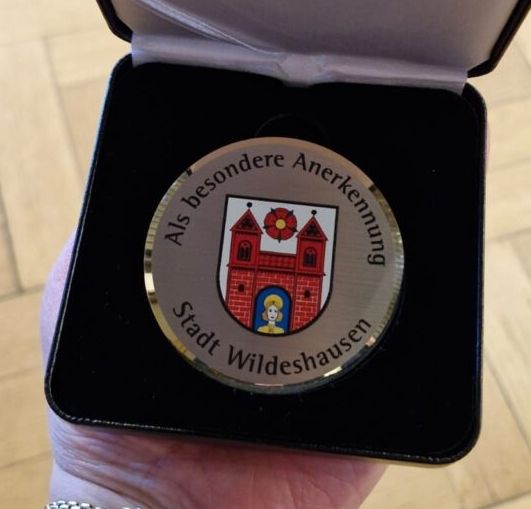 Als besondere Anerkennung
Stadt Wildeshausen